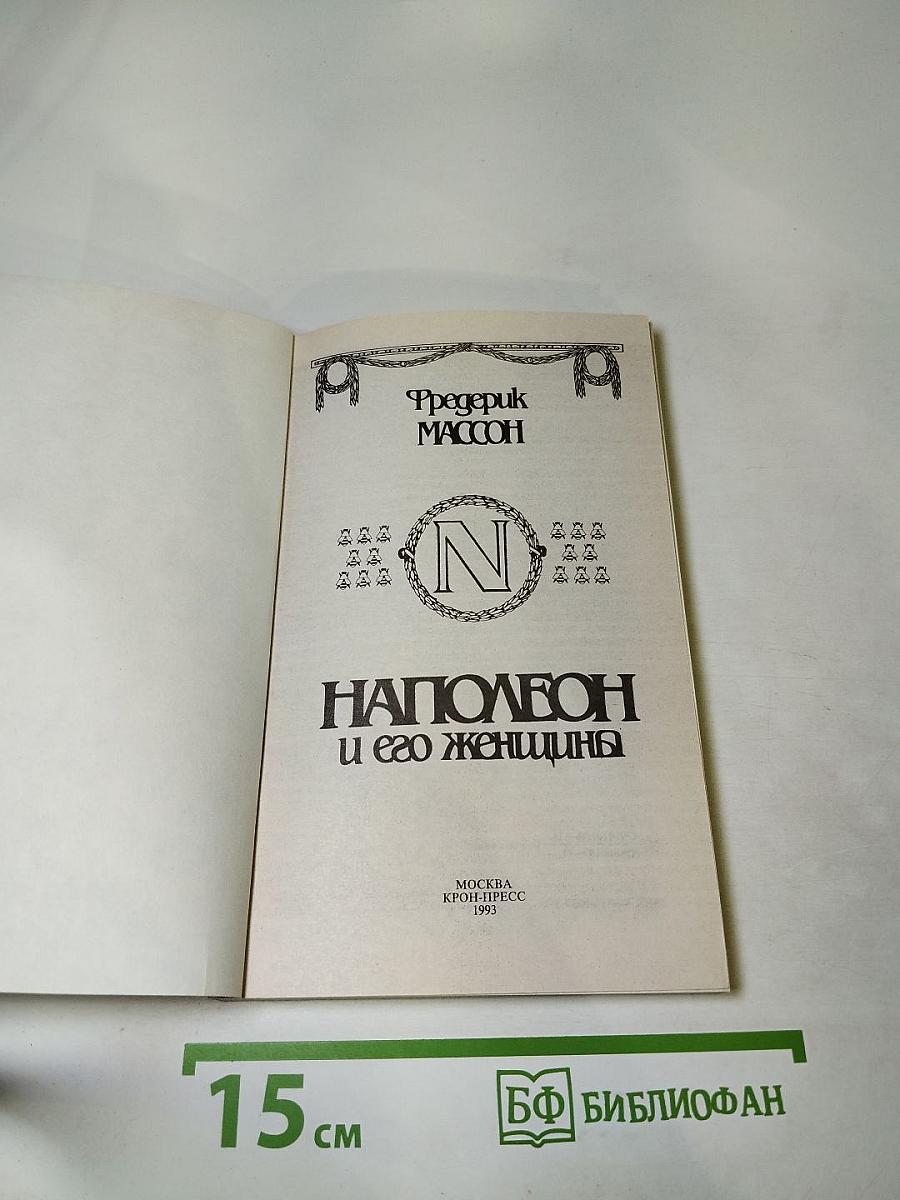 Фредерик
МАССОН
N
НАПОЛЕОН
и его женщины
МОСКВА
КРОН-ПРЕСС
1993
15 см
БФ БИБЛИОФАН